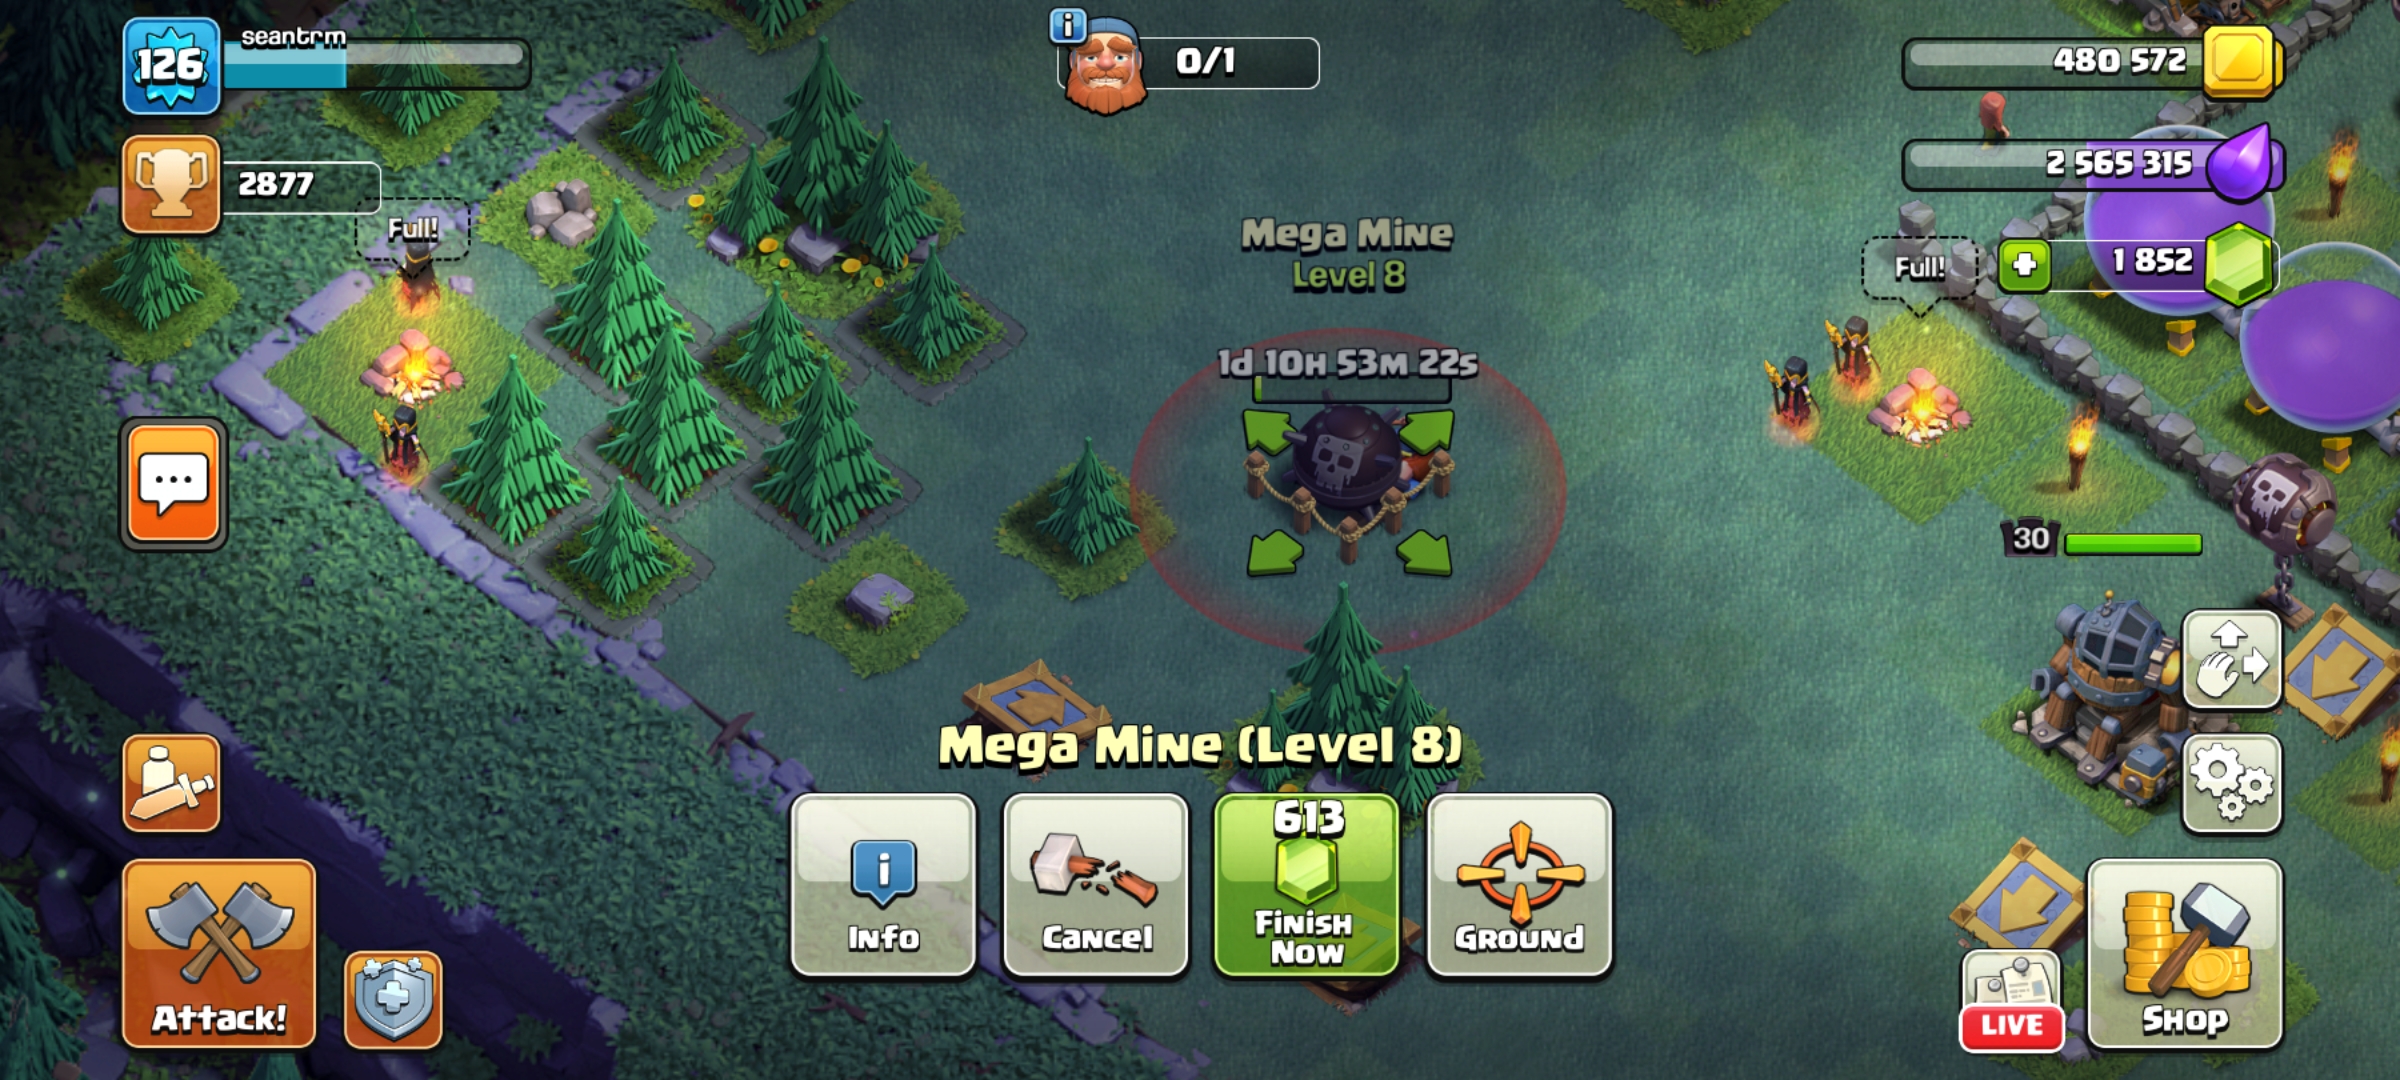 126
seantrm
0/1
480 572
2877
Full!
2 565 315
Mega Mine
Level 8
Full!
1 852
1d 10H 53M 22s
30
Mega Mine (Level 8)
Info
Cancel
613
Finish
Now
Ground
Attack!
LIVE
Shop